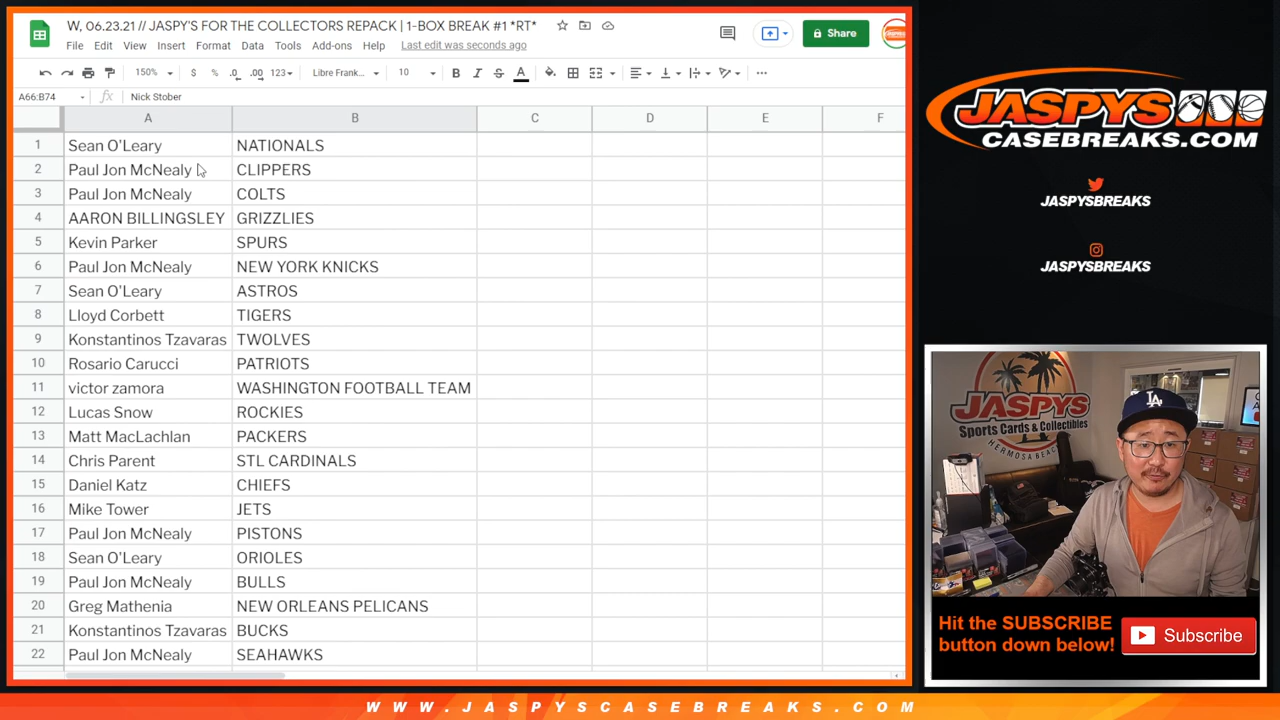 W, 06.23.21 // JASPY'S FOR THE COLLECTORS REPACK | 1-BOX BREAK #1 *RT*
File Edit View Insert Format Data Tools Add-ons Help Last edit was seconds ago
Share
150% $ % .0 .00 123 Libre Frank... 10 B I S A
A66:B74 fx Nick Stober
A B C D E F
1 Sean O'Leary NATIONALS
2 Paul Jon McNealy CLIPPERS
3 Paul Jon McNealy COLTS
4 AARON BILLINGSLEY GRIZZLIES
5 Kevin Parker SPURS
6 Paul Jon McNealy NEW YORK KNICKS
7 Sean O'Leary ASTROS
8 Lloyd Corbett TIGERS
9 Konstantinos Tzavaras TWOLVES
10 Rosario Carucci PATRIOTS
11 victor zamora WASHINGTON FOOTBALL TEAM
12 Lucas Snow ROCKIES
13 Matt MacLachlan PACKERS
14 Chris Parent STL CARDINALS
15 Daniel Katz CHIEFS
16 Mike Tower JETS
17 Paul Jon McNealy PISTONS
18 Sean O'Leary ORIOLES
19 Paul Jon McNealy BULLS
20 Greg Mathenia NEW ORLEANS PELICANS
21 Konstantinos Tzavaras BUCKS
22 Paul Jon McNealy SEAHAWKS
JASPYS
CASEBREAKS.COM
JASPYSBREAKS
JASPYSBREAKS
JASPYS
Sports Cards & Collectibles
HERMOSA BEACH
LA
Hit the SUBSCRIBE
button down below!
Subscribe
WWW.JASPYSCASEBREAKS.COM